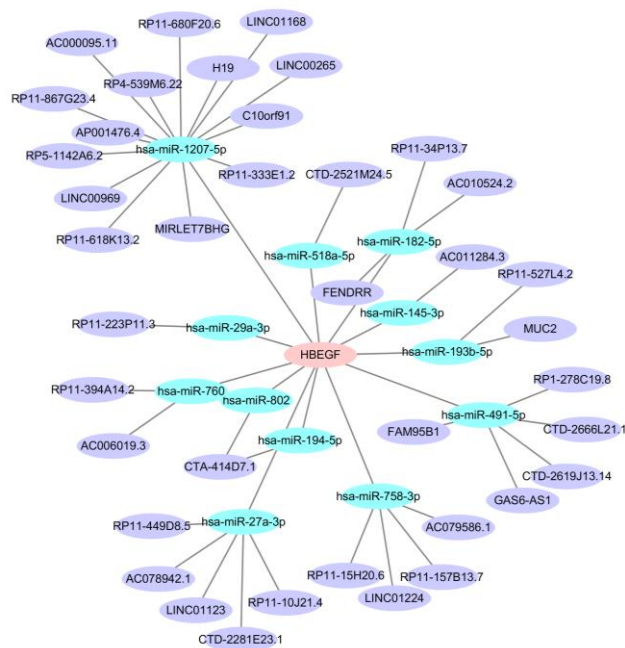 RP11-680F20.6
LINC01168
AC000095.11
H19
LINC00265
RP4-539M6.22
RP11-867G23.4
C10orf91
AP001476.4
hsa-miR-1207-5p
RP5-1142A6.2
RP11-333E1.2
CTD-2521M24.5
RP11-34P13.7
AC010524.2
LINC00969
MIRLET7BHG
RP11-618K13.2
hsa-miR-182-5p
hsa-miR-518a-5p
AC011284.3
RP11-527L4.2
FENDRR
hsa-miR-145-3p
RP11-223P11.3
hsa-miR-29a-3p
MUC2
HBEGF
hsa-miR-193b-5p
RP1-278C19.8
RP11-394A14.2
hsa-miR-760
hsa-miR-802
hsa-miR-491-5p
FAM95B1
CTD-2666L21.1
AC006019.3
hsa-miR-194-5p
CTA-414D7.1
CTD-2619J13.14
GAS6-AS1
hsa-miR-758-3p
RP11-449D8.5
hsa-miR-27a-3p
AC079586.1
AC078942.1
RP11-15H20.6
RP11-157B13.7
LINC01123
RP11-10J21.4
LINC01224
CTD-2281E23.1